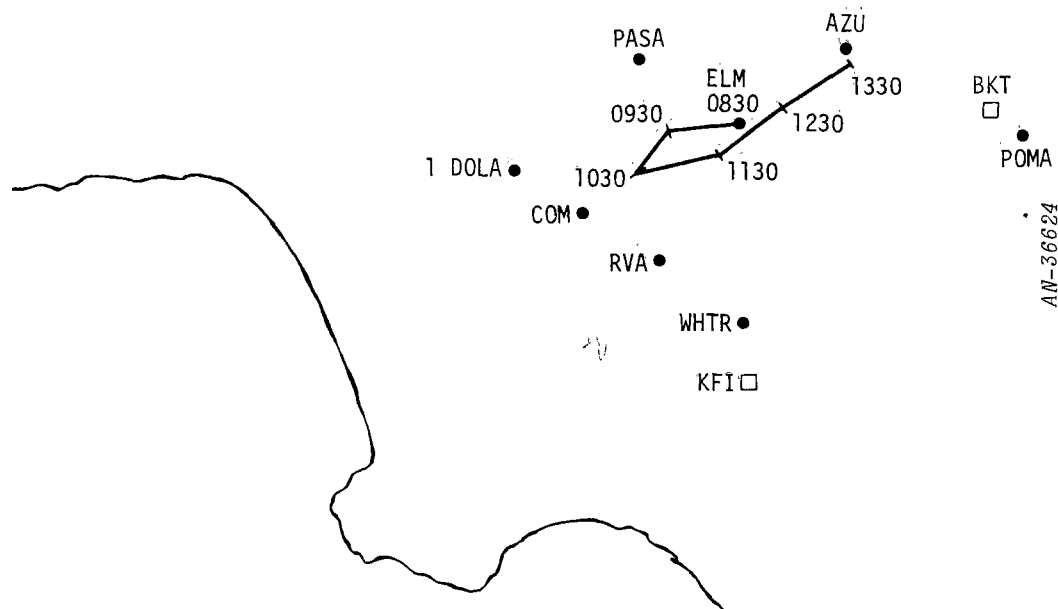 AZU
PASA
ELM
0830
1330
BKT
0930
1230
POMA
1 DOLA
1030
1130
COM
AN-36624
RVA
WHTR
KFI